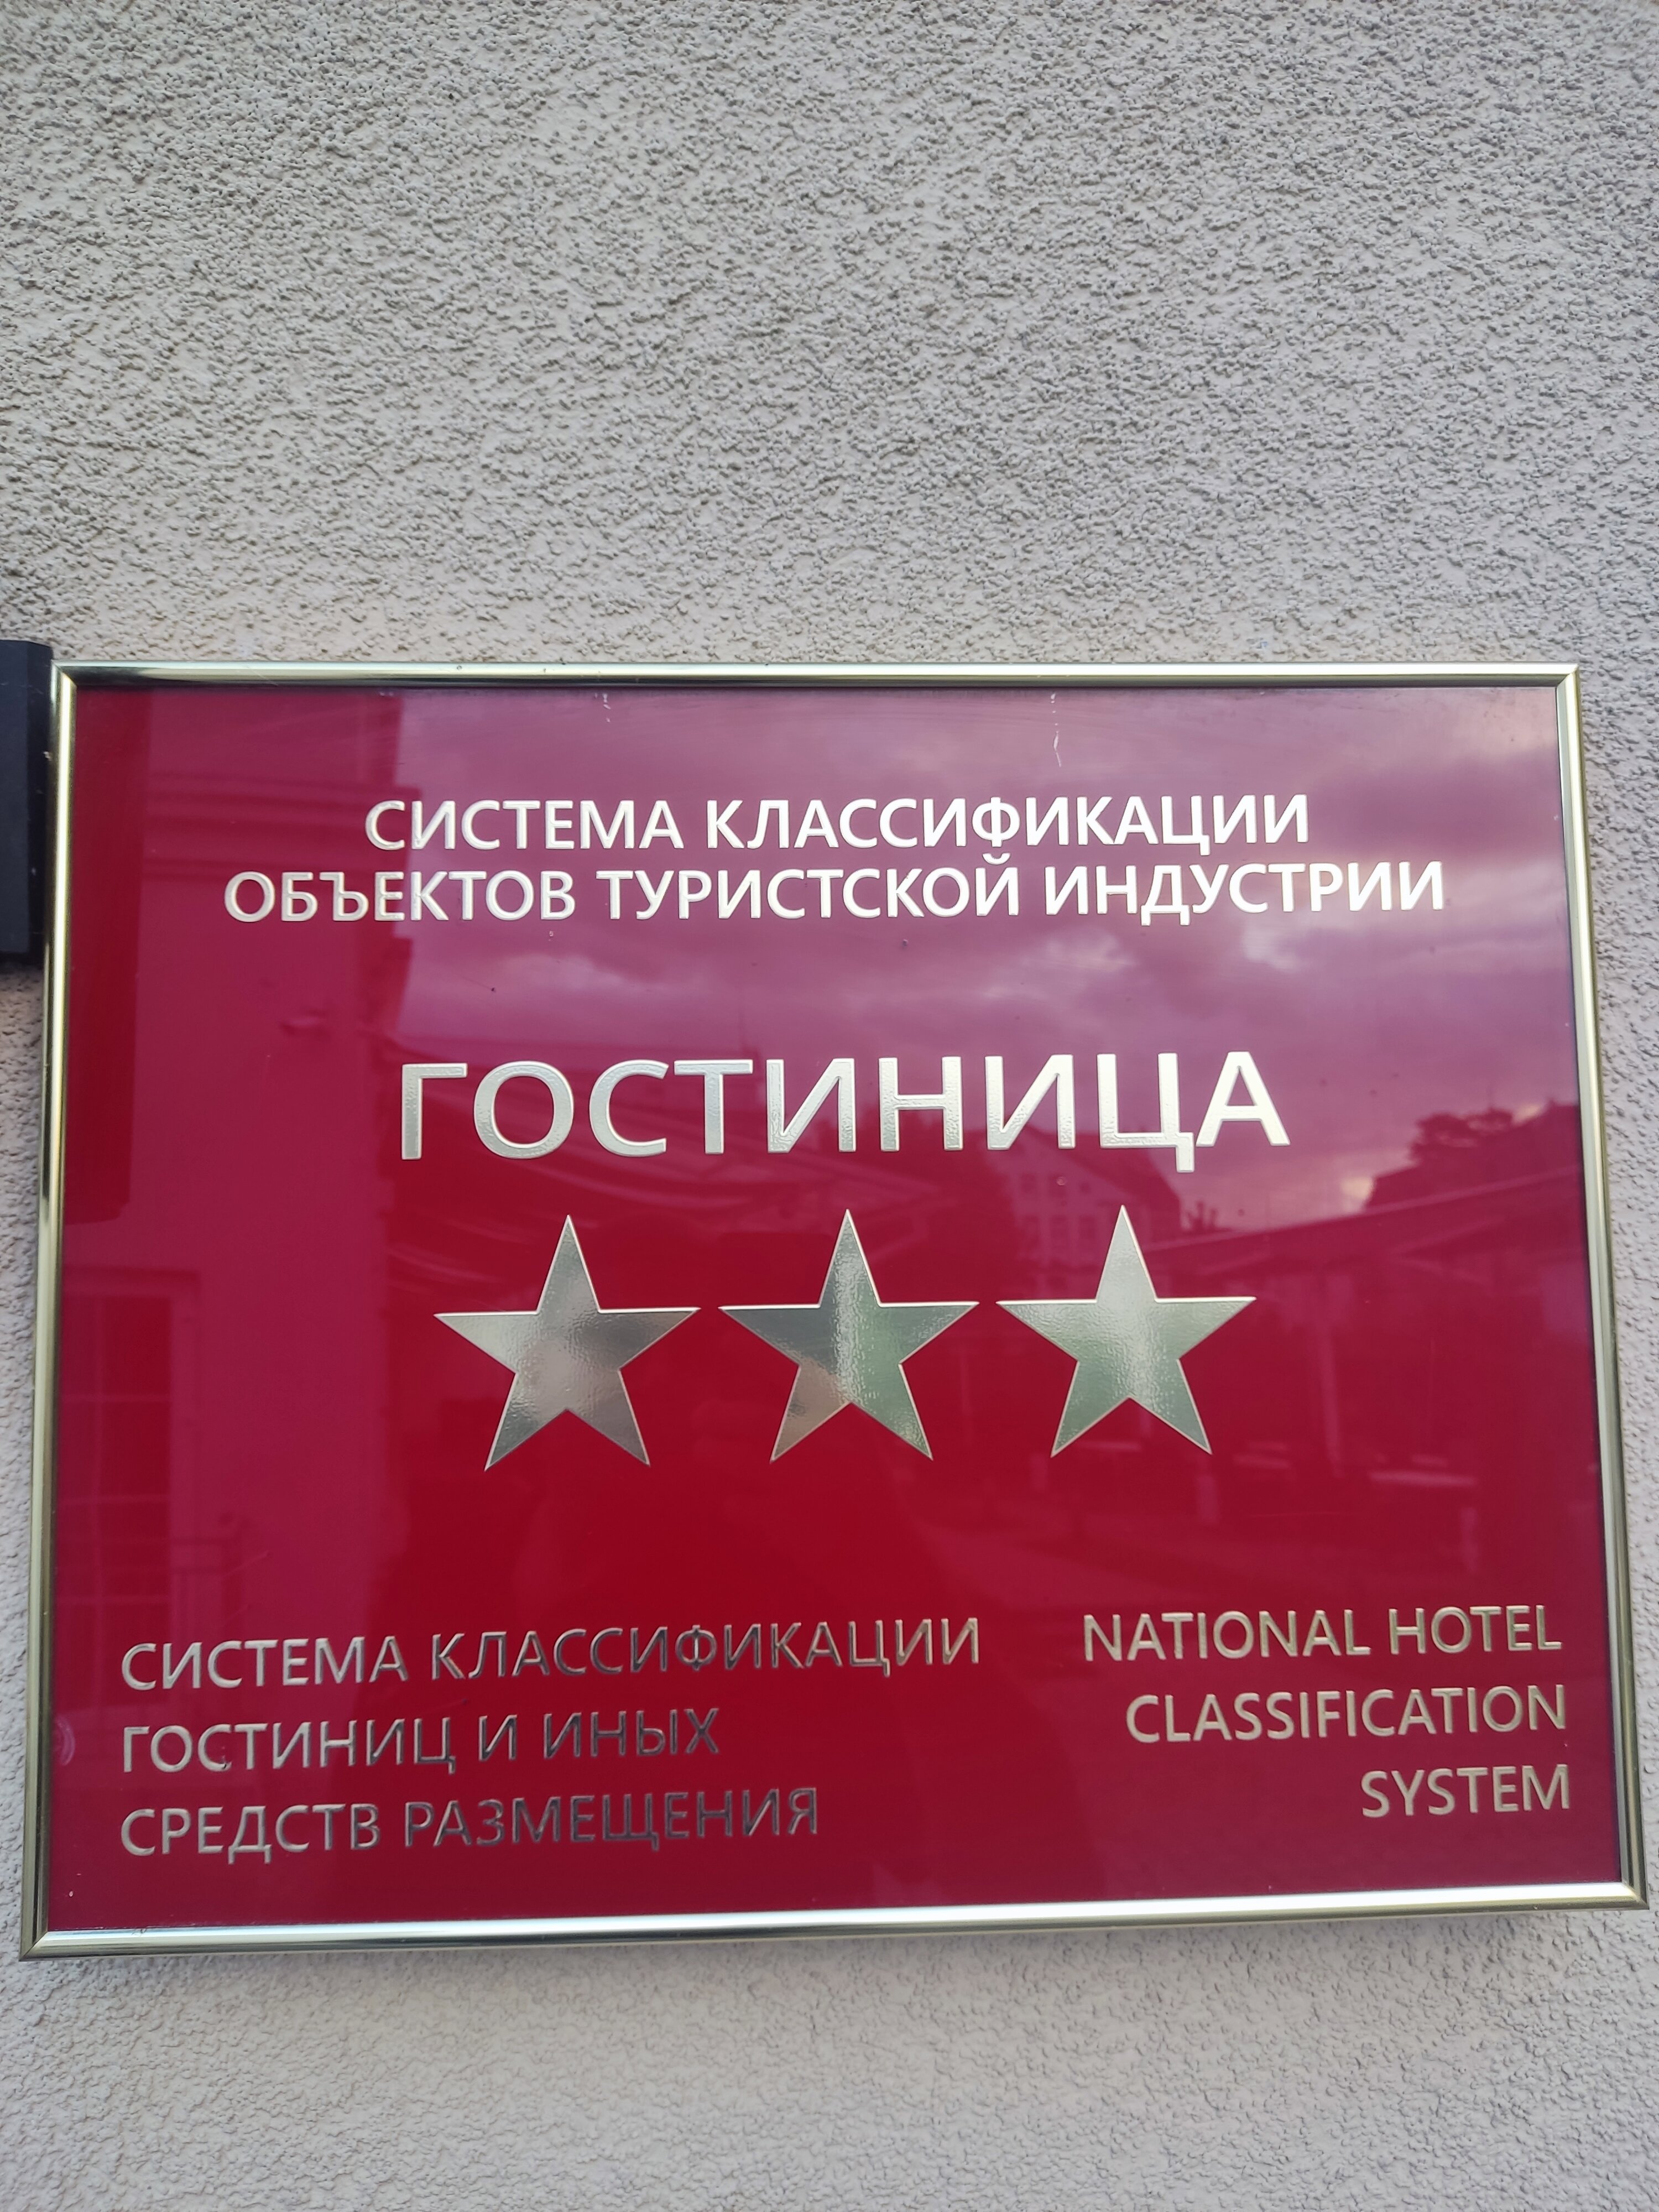 СИСТЕМА КЛАССИФИКАЦИИ
ОБЪЕКТОВ ТУРИСТСКОЙ ИНДУСТРИИ
ГОСТИНИЦА
СИСТЕМА КЛАССИФИКАЦИИ
ГОСТИНИЦ И ИНЫХ
СРЕДСТВ РАЗМЕЩЕНИЯ
NATIONAL HOTEL
CLASSIFICATION
SYSTEM